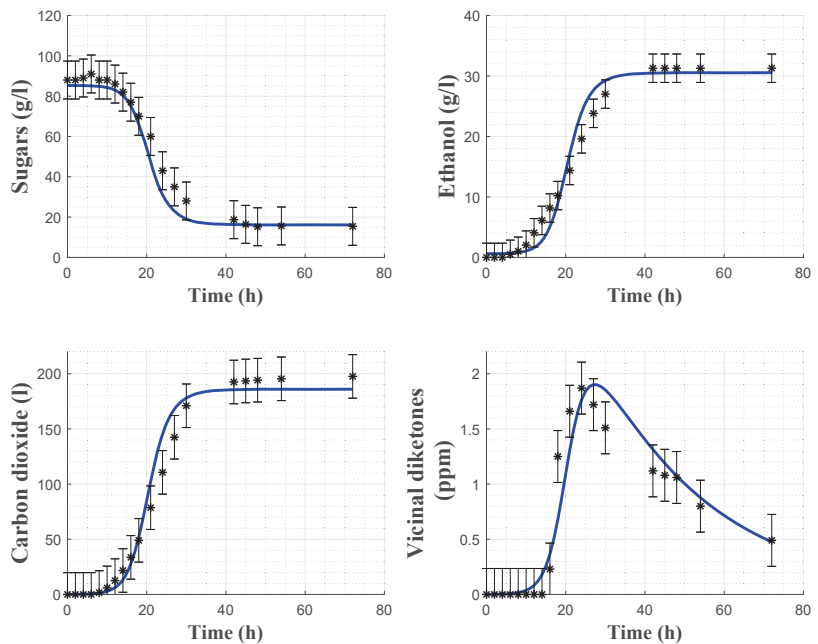 120
100
80
60
40
20
0
0 20 40 60 80
Sugars (g/l)
Time (h)
40
30
20
10
0
0 20 40 60 80
Ethanol (g/l)
Time (h)
200
150
100
50
0
0 20 40 60 80
Carbon dioxide (l)
Time (h)
2
1.5
1
0.5
0
0 20 40 60 80
Vicinal diketones
(ppm)
Time (h)